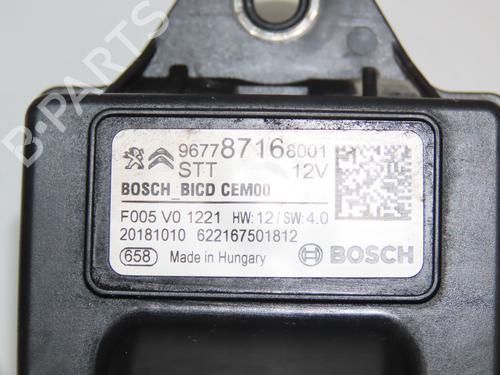 B-PARTS
96778716 8001
STT 12V
BOSCH_BICD CEM00
F005 V0 1221 HW: 12 / SW: 4.0
20181010 622167501812
658 Made in Hungary BOSCH